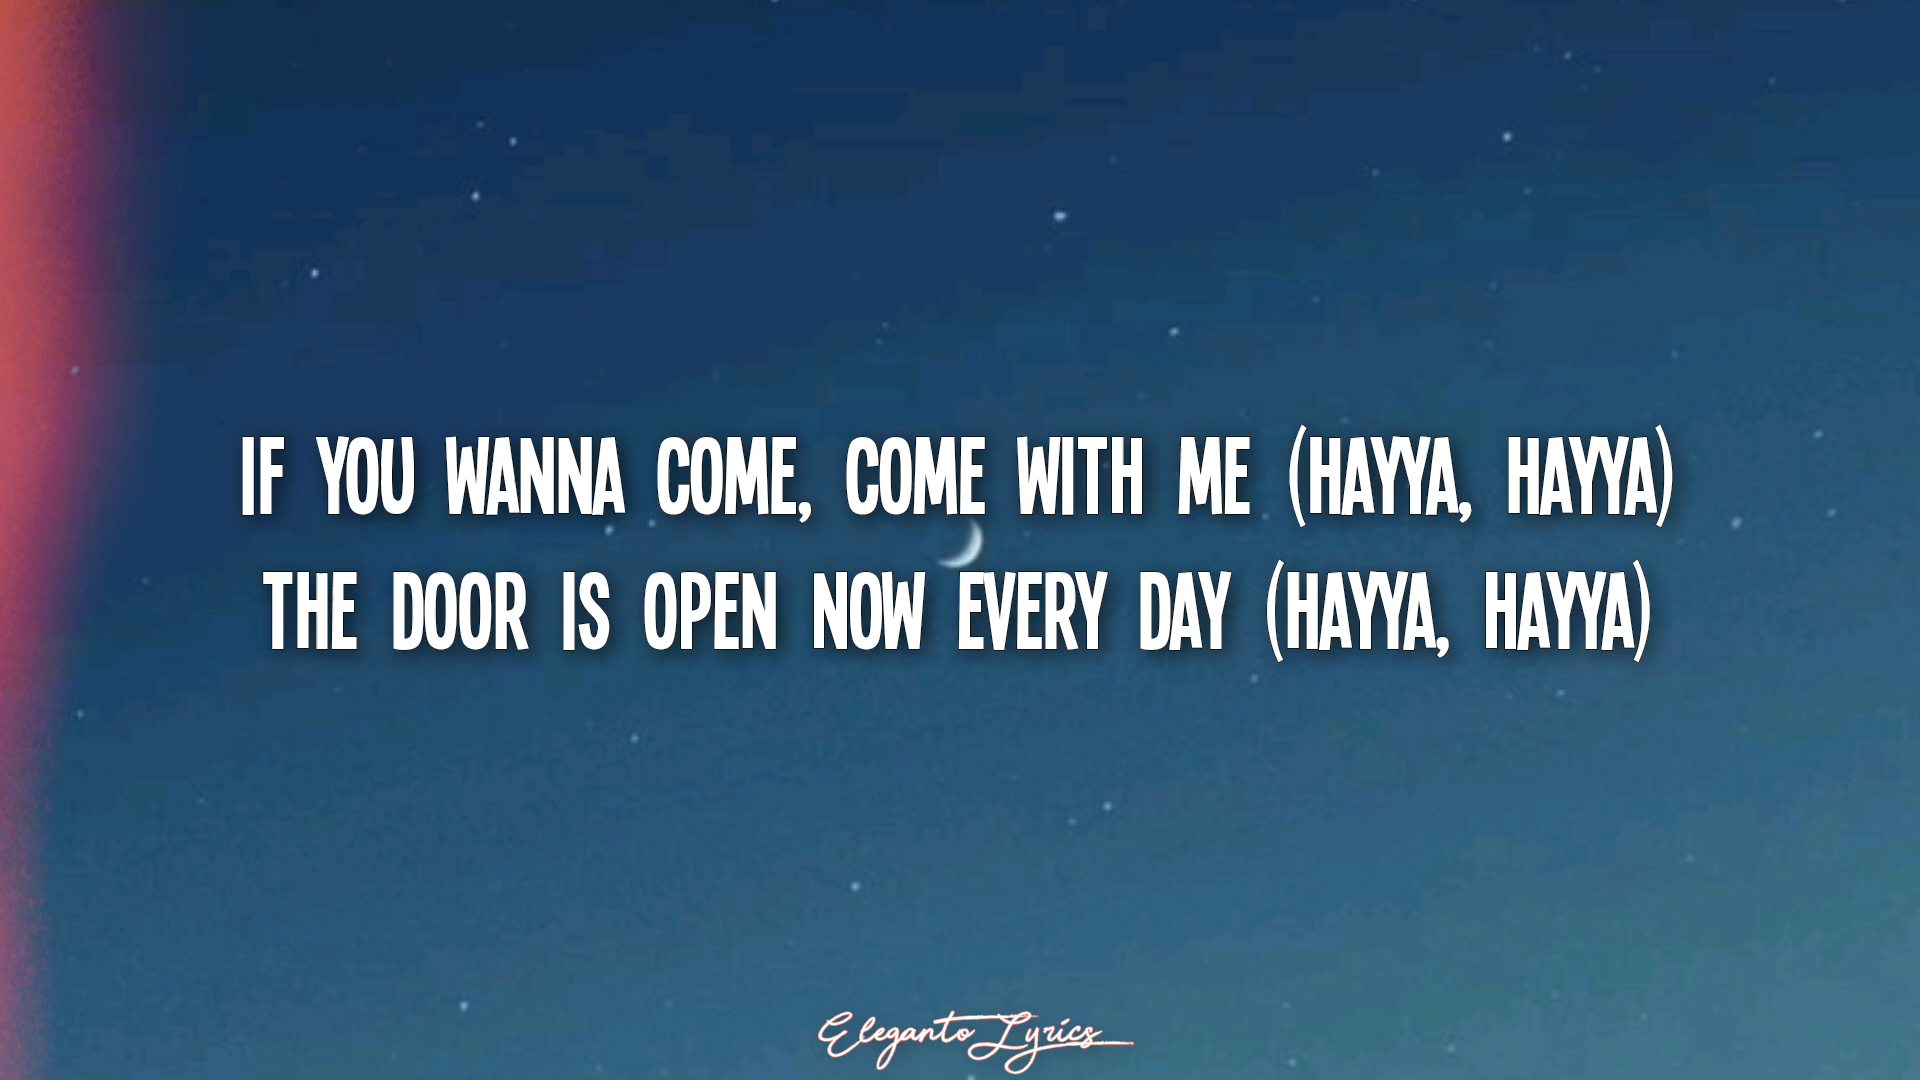 IF YOU WANNA COME, COME WITH ME (HAYYA, HAYYA)
THE DOOR IS OPEN NOW EVERY DAY (HAYYA, HAYYA)
Eleganto Lyrics